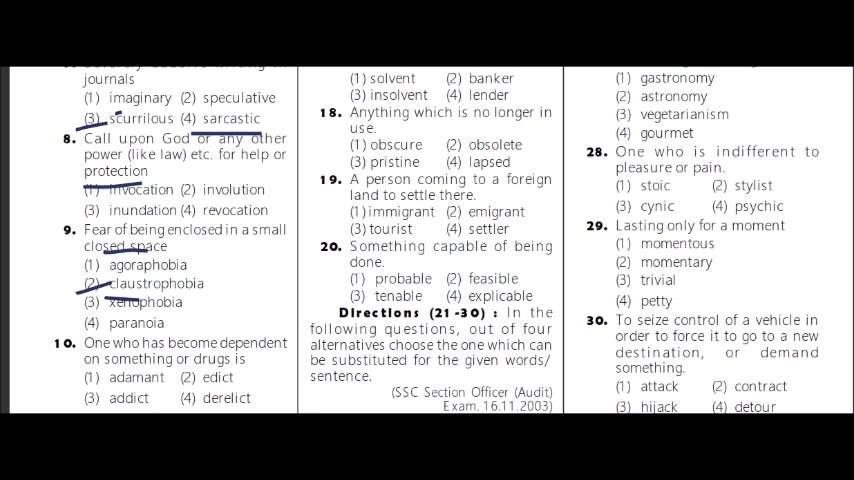 journals
(1) imaginary (2) speculative
(3) scurrilous (4) sarcastic
8. Call upon God or any other
power (like law) etc. for help or
protection
(1) invocation (2) involution
(3) inundation (4) revocation
9. Fear of being enclosed in a small
closed space
(1) agoraphobia
(2) claustrophobia
(3) xenophobia
(4) paranoia
10. One who has become dependent
on something or drugs is
(1) adamant (2) edict
(3) addict (4) derelict
(1) solvent (2) banker
(3) insolvent (4) lender
18. Anything which is no longer in
use.
(1) obscure (2) obsolete
(3) pristine (4) lapsed
19. A person coming to a foreign
land to settle there.
(1) immigrant (2) emigrant
(3) tourist (4) settler
20. Something capable of being
done.
(1) probable (2) feasible
(3) tenable (4) explicable
Directions (21-30) : In the
following questions, out of four
alternatives choose the one which can
be substituted for the given words/
sentence.
(SSC Section Officer (Audit)
Exam. 16.11.2003)
(1) gastronomy
(2) astronomy
(3) vegetarianism
(4) gourmet
28. One who is indifferent to
pleasure or pain.
(1) stoic (2) stylist
(3) cynic (4) psychic
29. Lasting only for a moment
(1) momentous
(2) momentary
(3) trivial
(4) petty
30. To seize control of a vehicle in
order to force it to go to a new
destination, or demand
something.
(1) attack (2) contract
(3) hijack (4) detour